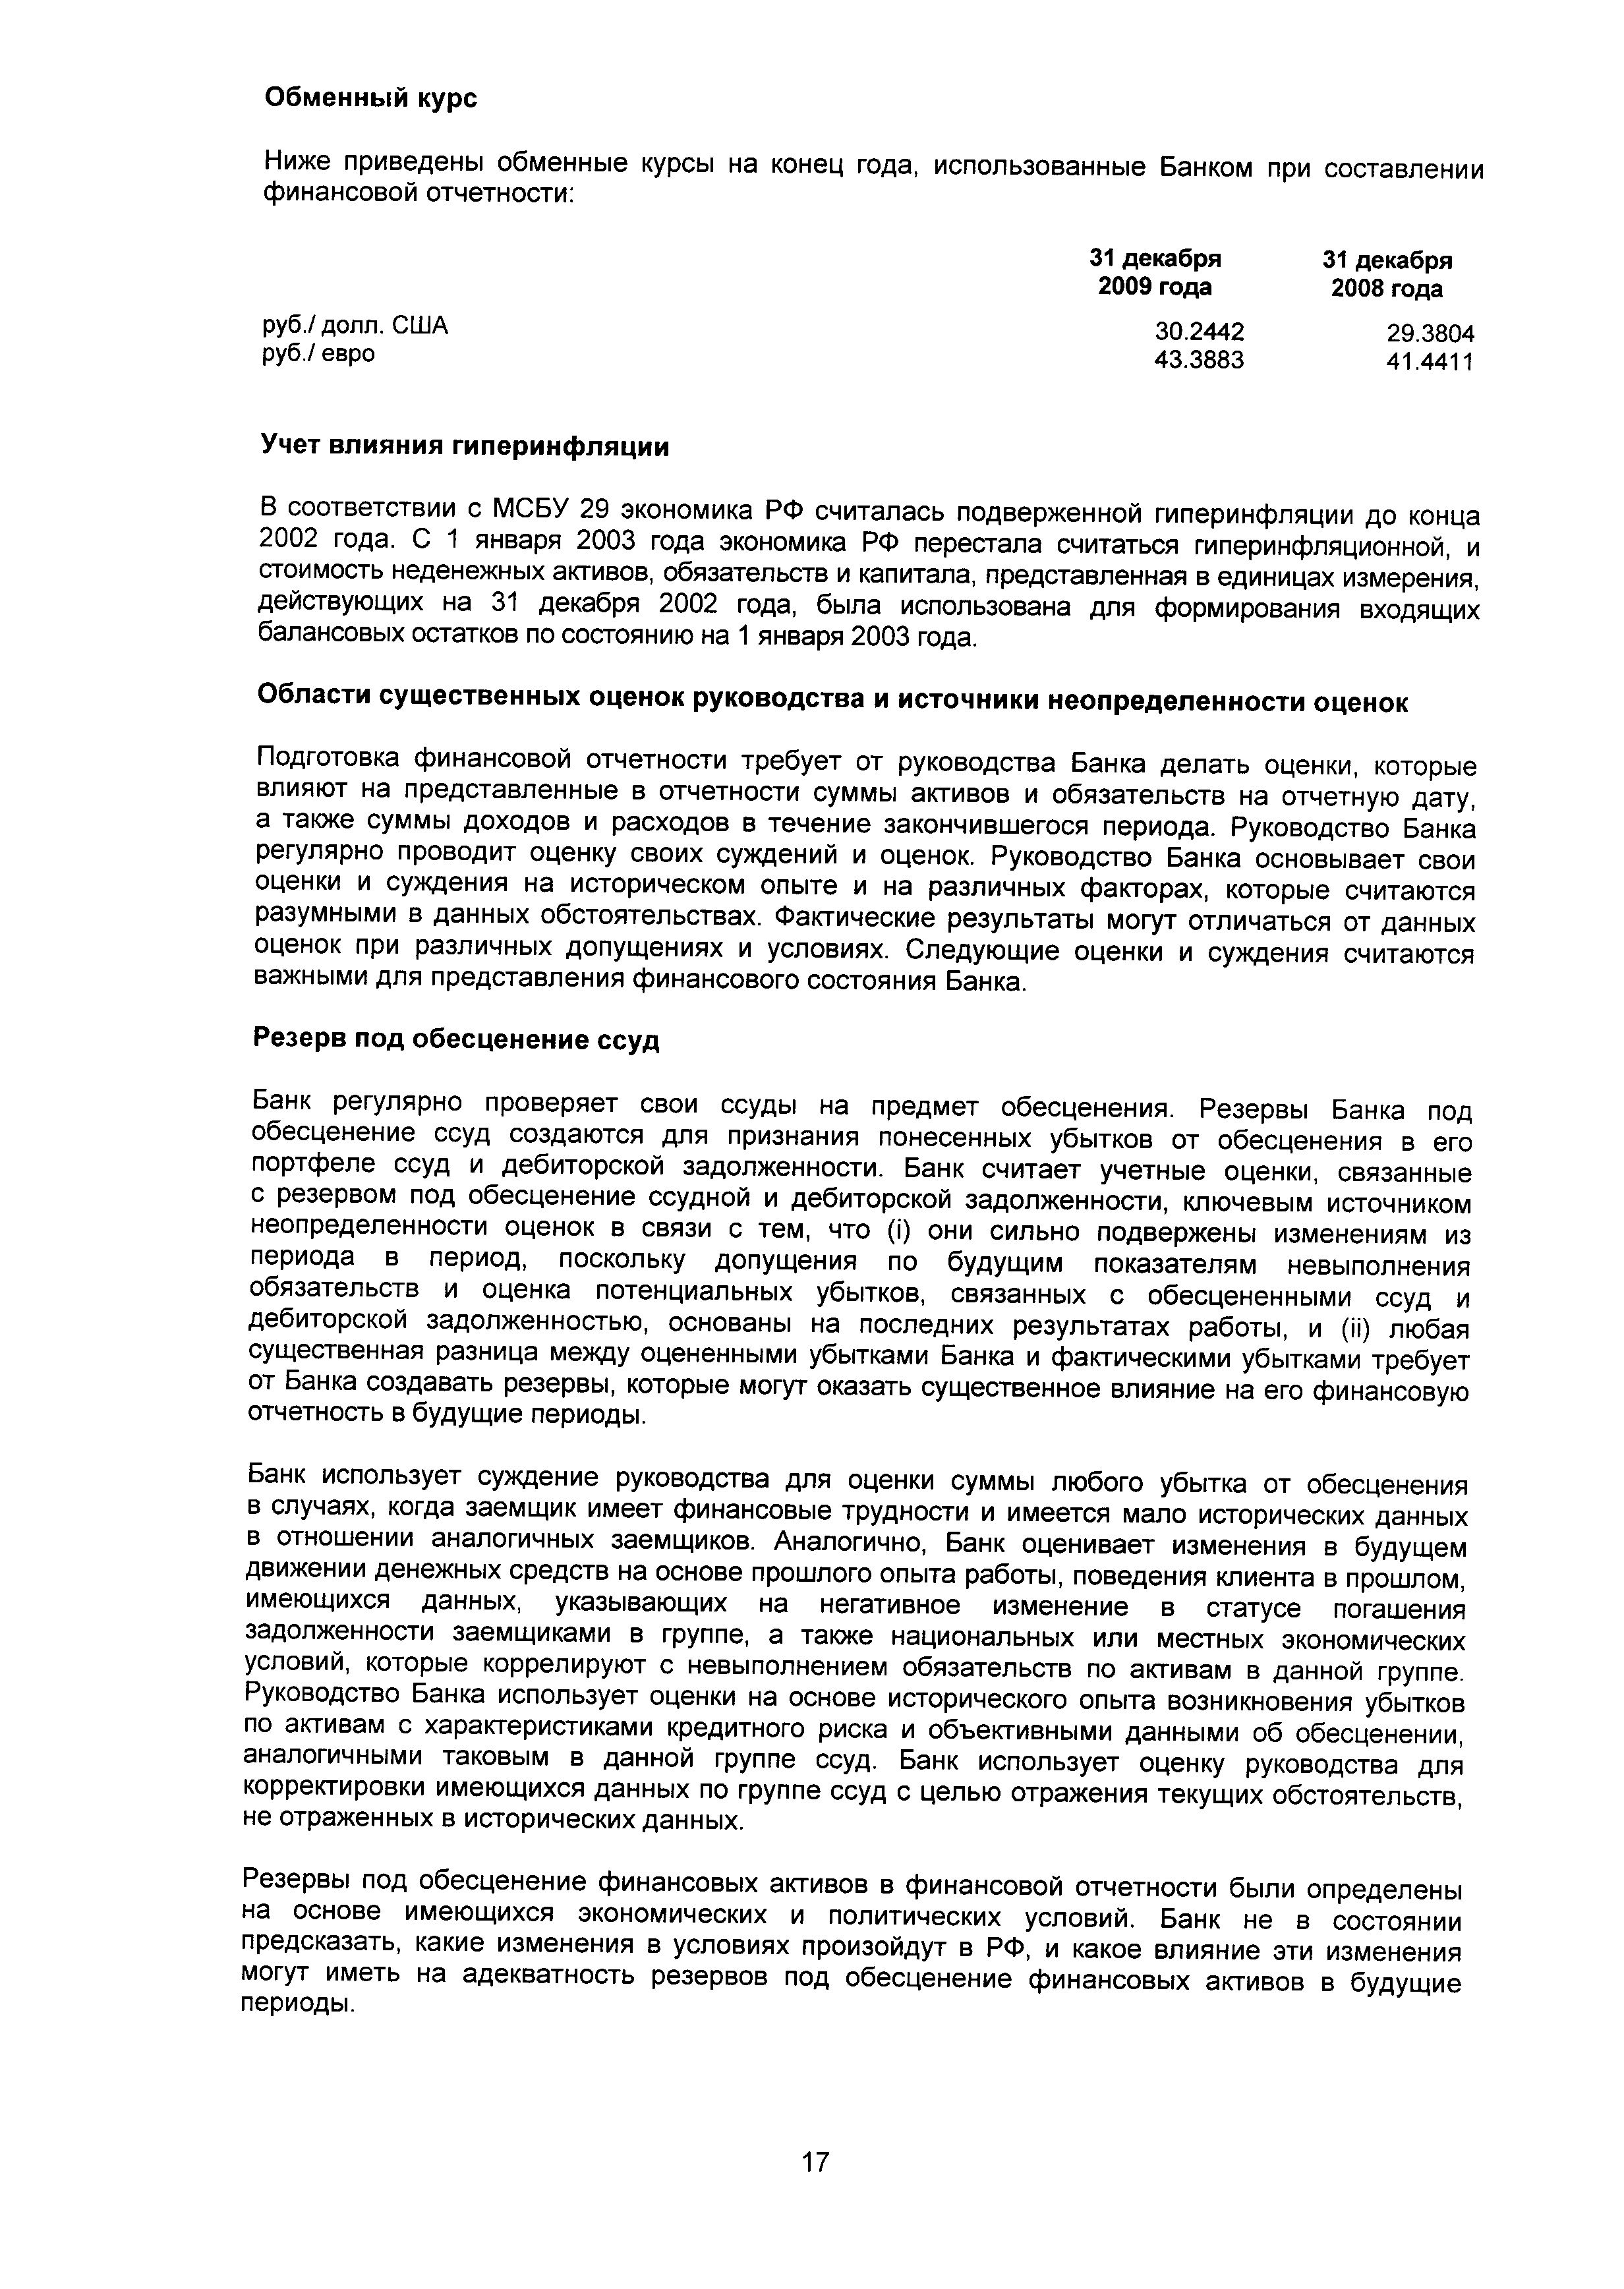 Обменный курс
Ниже приведены обменные курсы на конец года, использованные Банком при составлении
финансовой отчетности:
31 декабря 31 декабря
2009 года 2008 года
руб./ долл. США 30.2442 29.3804
руб./ евро 43.3883 41.4411
Учет влияния гиперинфляции
В соответствии с МСБУ 29 экономика РФ считалась подверженной гиперинфляции до конца
2002 года. С 1 января 2003 года экономика РФ перестала считаться гиперинфляционной, и
стоимость неденежных активов, обязательств и капитала, представленная в единицах измерения,
действующих на 31 декабря 2002 года, была использована для формирования входящих
балансовых остатков по состоянию на 1 января 2003 года.
Области существенных оценок руководства и источники неопределенности оценок
Подготовка финансовой отчетности требует от руководства Банка делать оценки, которые
влияют на представленные в отчетности суммы активов и обязательств на отчетную дату,
а также суммы доходов и расходов в течение закончившегося периода. Руководство Банка
регулярно проводит оценку своих суждений и оценок. Руководство Банка основывает свои
оценки и суждения на историческом опыте и на различных факторах, которые считаются
разумными в данных обстоятельствах. Фактические результаты могут отличаться от данных
оценок при различных допущениях и условиях. Следующие оценки и суждения считаются
важными для представления финансового состояния Банка.
Резерв под обесценение ссуд
Банк регулярно проверяет свои ссуды на предмет обесценения. Резервы Банка под
обесценение ссуд создаются для признания понесенных убытков от обесценения в его
портфеле ссуд и дебиторской задолженности. Банк считает учетные оценки, связанные
с резервом под обесценение ссудной и дебиторской задолженности, ключевым источником
неопределенности оценок в связи с тем, что (i) они сильно подвержены изменениям из
периода в период, поскольку допущения по будущим показателям невыполнения
обязательств и оценка потенциальных убытков, связанных с обесцененными ссуд и
дебиторской задолженностью, основаны на последних результатах работы, и (ii) любая
существенная разница между оцененными убытками Банка и фактическими убытками требует
от Банка создавать резервы, которые могут оказать существенное влияние на его финансовую
отчетность в будущие периоды.
Банк использует суждение руководства для оценки суммы любого убытка от обесценения
в случаях, когда заемщик имеет финансовые трудности и имеется мало исторических данных
в отношении аналогичных заемщиков. Аналогично, Банк оценивает изменения в будущем
движении денежных средств на основе прошлого опыта работы, поведения клиента в прошлом,
имеющихся данных, указывающих на негативное изменение в статусе погашения
задолженности заемщиками в группе, а также национальных или местных экономических
условий, которые коррелируют с невыполнением обязательств по активам в данной группе.
Руководство Банка использует оценки на основе исторического опыта возникновения убытков
по активам с характеристиками кредитного риска и объективными данными об обесценении,
аналогичными таковым в данной группе ссуд. Банк использует оценку руководства для
корректировки имеющихся данных по группе ссуд с целью отражения текущих обстоятельств,
не отраженных в исторических данных.
Резервы под обесценение финансовых активов в финансовой отчетности были определены
на основе имеющихся экономических и политических условий. Банк не в состоянии
предсказать, какие изменения в условиях произойдут в РФ, и какое влияние эти изменения
могут иметь на адекватность резервов под обесценение финансовых активов в будущие
периоды.
17